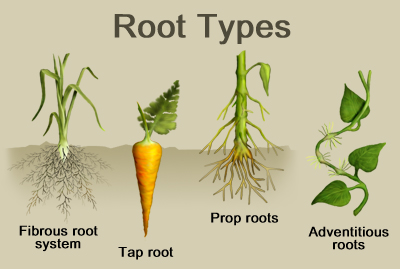 Root Types
Fibrous root
system
Tap root
Prop roots
Adventitious
roots